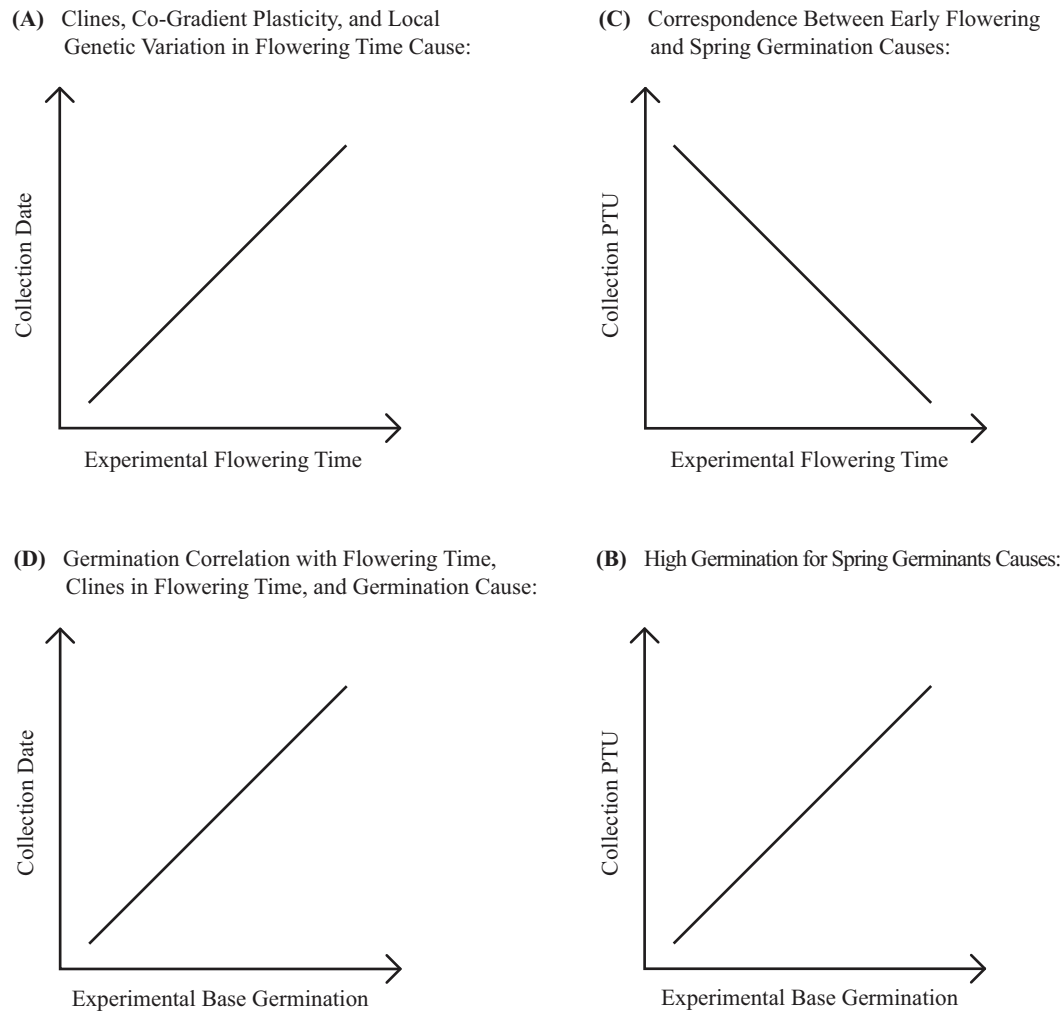 (A) Clines, Co-Gradient Plasticity, and Local
Genetic Variation in Flowering Time Cause:
Collection Date
Experimental Flowering Time
(C) Correspondence Between Early Flowering
and Spring Germination Causes:
Collection PTU
Experimental Flowering Time
(D) Germination Correlation with Flowering Time,
Clines in Flowering Time, and Germination Cause:
Collection Date
Experimental Base Germination
(B) High Germination for Spring Germinants Causes:
Collection PTU
Experimental Base Germination